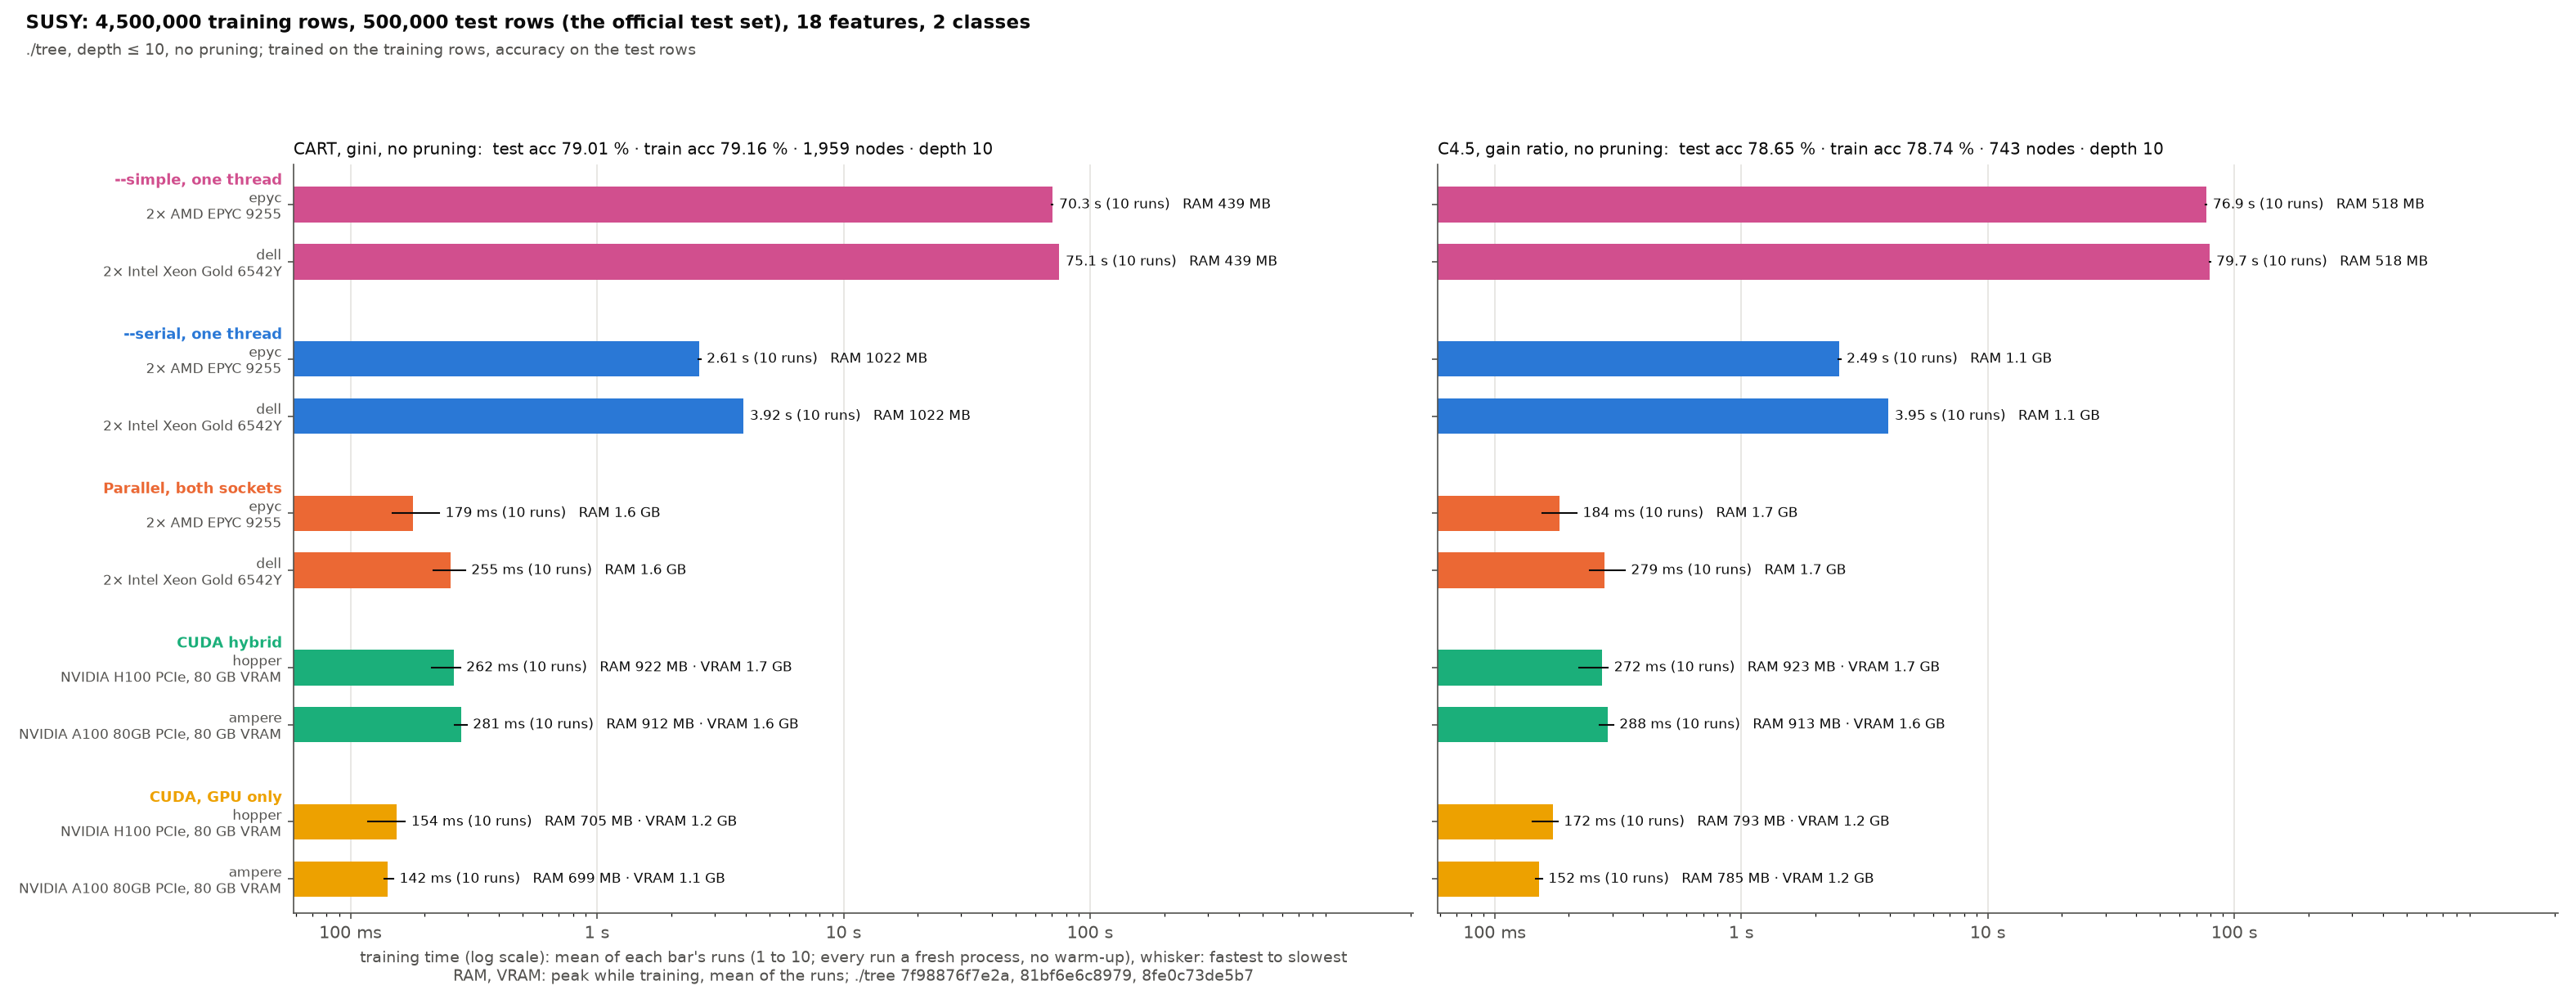 SUSY: 4,500,000 training rows, 500,000 test rows (the official test set), 18 features, 2 classes
./tree, depth ≤ 10, no pruning; trained on the training rows, accuracy on the test rows
CART, gini, no pruning:  test acc 79.01 % · train acc 79.16 % · 1,959 nodes · depth 10
--simple, one thread
epyc
2× AMD EPYC 9255
70.3 s (10 runs)   RAM 439 MB
dell
2× Intel Xeon Gold 6542Y
75.1 s (10 runs)   RAM 439 MB
--serial, one thread
epyc
2× AMD EPYC 9255
2.61 s (10 runs)   RAM 1022 MB
dell
2× Intel Xeon Gold 6542Y
3.92 s (10 runs)   RAM 1022 MB
Parallel, both sockets
epyc
2× AMD EPYC 9255
179 ms (10 runs)   RAM 1.6 GB
dell
2× Intel Xeon Gold 6542Y
255 ms (10 runs)   RAM 1.6 GB
CUDA hybrid
hopper
NVIDIA H100 PCIe, 80 GB VRAM
262 ms (10 runs)   RAM 922 MB · VRAM 1.7 GB
ampere
NVIDIA A100 80GB PCIe, 80 GB VRAM
281 ms (10 runs)   RAM 912 MB · VRAM 1.6 GB
CUDA, GPU only
hopper
NVIDIA H100 PCIe, 80 GB VRAM
154 ms (10 runs)   RAM 705 MB · VRAM 1.2 GB
ampere
NVIDIA A100 80GB PCIe, 80 GB VRAM
142 ms (10 runs)   RAM 699 MB · VRAM 1.1 GB
100 ms   1 s   10 s   100 s
C4.5, gain ratio, no pruning:  test acc 78.65 % · train acc 78.74 % · 743 nodes · depth 10
76.9 s (10 runs)   RAM 518 MB
79.7 s (10 runs)   RAM 518 MB
2.49 s (10 runs)   RAM 1.1 GB
3.95 s (10 runs)   RAM 1.1 GB
184 ms (10 runs)   RAM 1.7 GB
279 ms (10 runs)   RAM 1.7 GB
272 ms (10 runs)   RAM 923 MB · VRAM 1.7 GB
288 ms (10 runs)   RAM 913 MB · VRAM 1.6 GB
172 ms (10 runs)   RAM 793 MB · VRAM 1.2 GB
152 ms (10 runs)   RAM 785 MB · VRAM 1.2 GB
100 ms   1 s   10 s   100 s
training time (log scale): mean of each bar's runs (1 to 10; every run a fresh process, no warm-up), whisker: fastest to slowest
RAM, VRAM: peak while training, mean of the runs; ./tree 7f98876f7e2a, 81bf6e6c8979, 8fe0c73de5b7